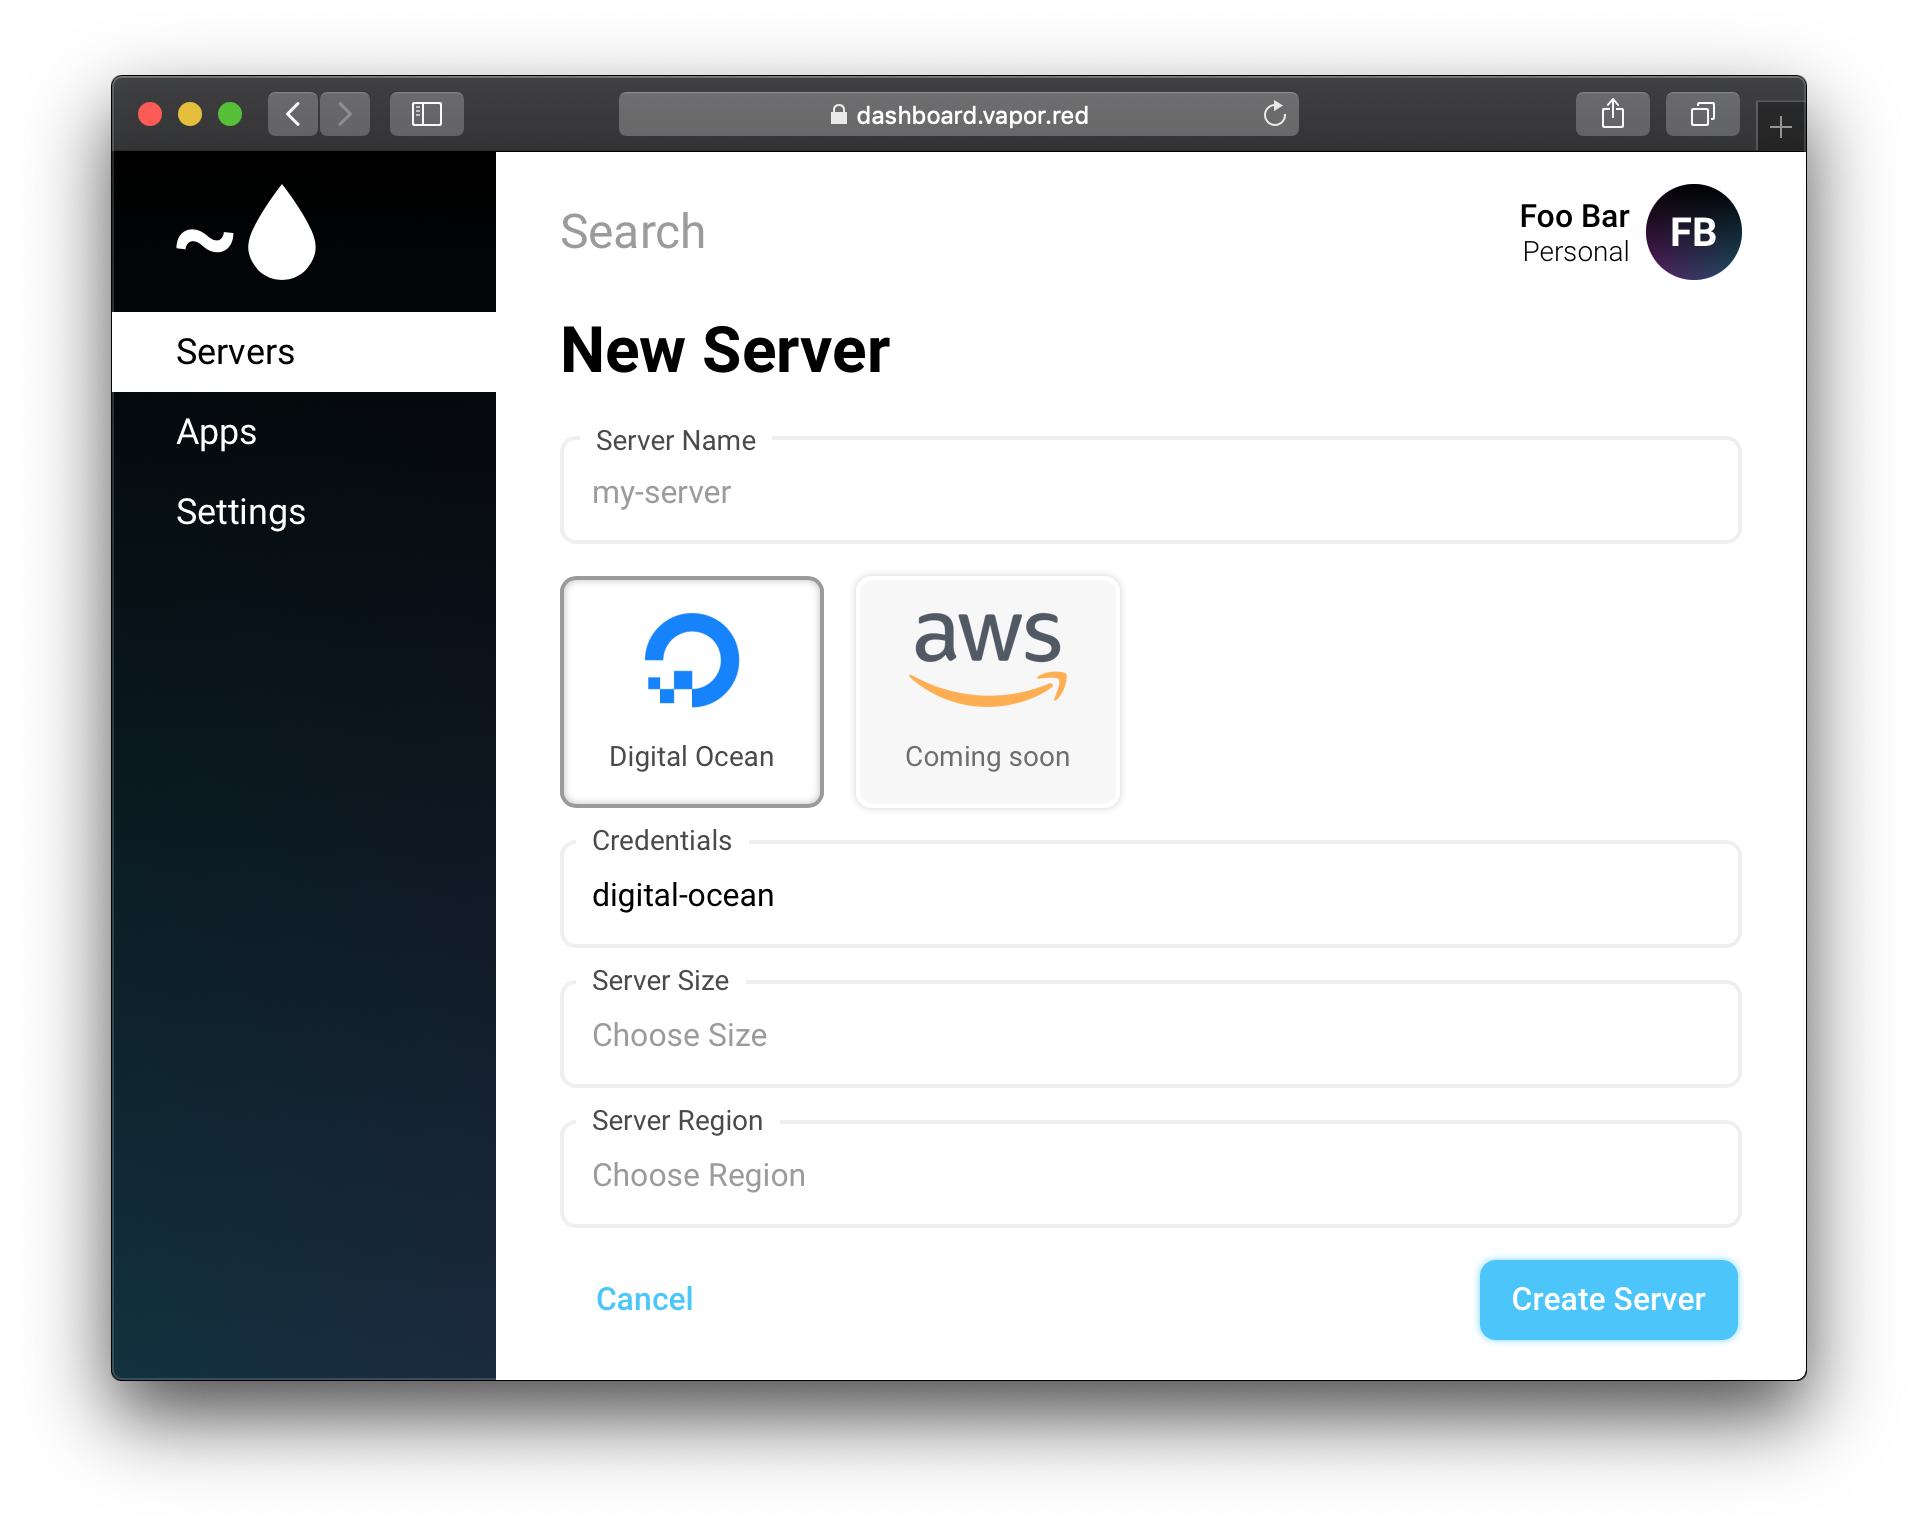 dashboard.vapor.red
~
Search
Foo Bar
Personal
FB
Servers
Apps
Settings
New Server
Server Name
my-server
aws
Digital Ocean
Coming soon
Credentials
digital-ocean
Server Size
Choose Size
Server Region
Choose Region
Cancel
Create Server